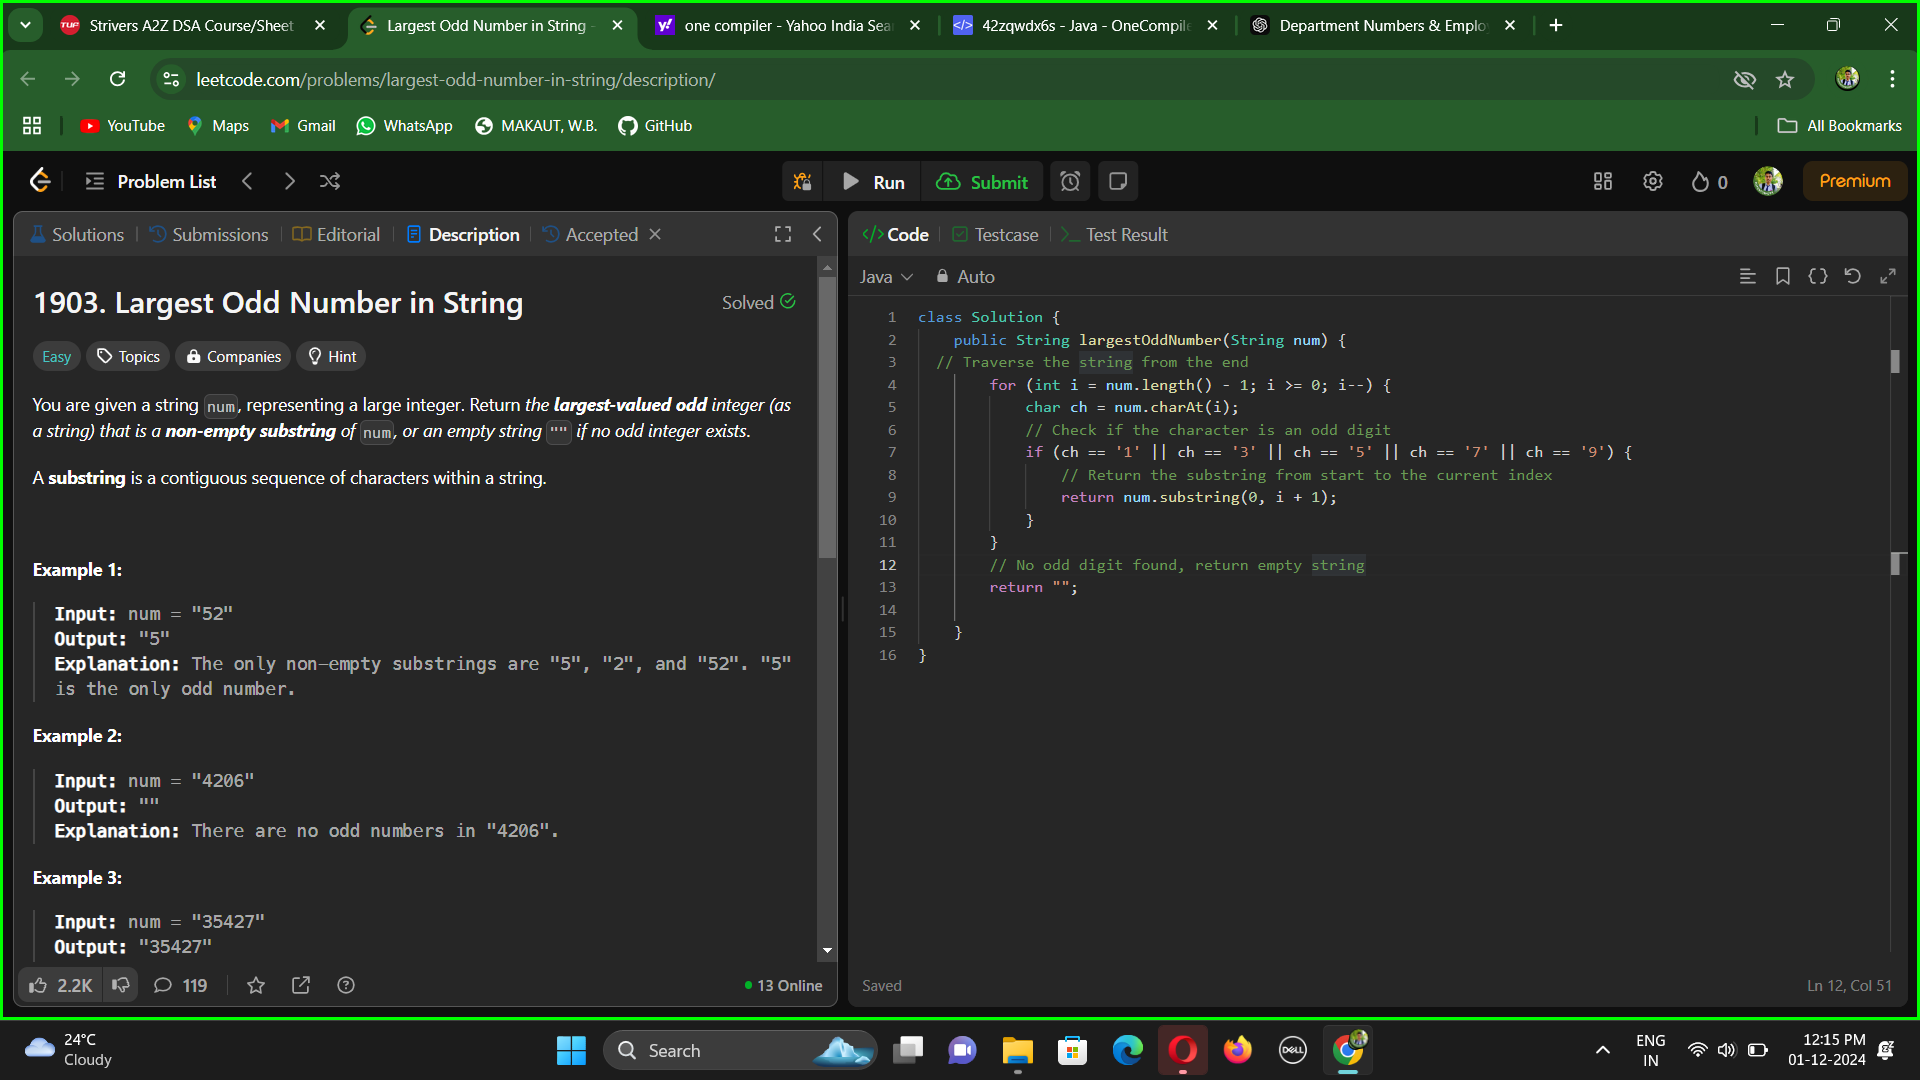 Strivers A2Z DSA Course/Sheet
Largest Odd Number in String -
one compiler - Yahoo India Sea
42zqwdx6s - Java - OneCompile
Department Numbers & Emplo
leetcode.com/problems/largest-odd-number-in-string/description/
YouTube
Maps
Gmail
WhatsApp
MAKAUT, W.B.
GitHub
All Bookmarks
Problem List
Run
Submit
0
Premium
Solutions
Submissions
Editorial
Description
Accepted
1903. Largest Odd Number in String
Solved
Easy
Topics
Companies
Hint
You are given a string num, representing a large integer. Return the largest-valued odd integer (as
a string) that is a non-empty substring of num, or an empty string "" if no odd integer exists.
A substring is a contiguous sequence of characters within a string.
Example 1:
Input: num = "52"
Output: "5"
Explanation: The only non-empty substrings are "5", "2", and "52". "5"
is the only odd number.
Example 2:
Input: num = "4206"
Output: ""
Explanation: There are no odd numbers in "4206".
Example 3:
Input: num = "35427"
Output: "35427"
2.2K
119
13 Online
</> Code
Testcase
>_ Test Result
Java
Auto
1 class Solution {
2 public String largestOddNumber(String num) {
3 // Traverse the string from the end
4 for (int i = num.length() - 1; i >= 0; i--) {
5 char ch = num.charAt(i);
6 // Check if the character is an odd digit
7 if (ch == '1' || ch == '3' || ch == '5' || ch == '7' || ch == '9') {
8 // Return the substring from start to the current index
9 return num.substring(0, i + 1);
10 }
11 }
12 // No odd digit found, return empty string
13 return "";
14
15 }
16 }
Saved
Ln 12, Col 51
24°C
Cloudy
Search
DELL
ENG
IN
12:15 PM
01-12-2024